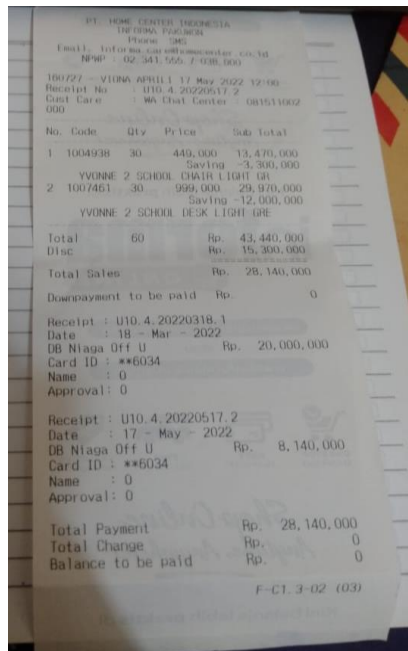 PT. HOME CENTER INDONESIA
INFORMA PAKUWON
Phone SMS
Email. informa.care@homecenter.co.id
NPWP : 02.341.555.7-038.000
180727 - VIONA APRILI 17 May 2022 12:00
Receipt No : U10.4.20220517.2
Cust Care : WA Chat Center : 081511002
000
No. Code Qty Price Sub Total
1 1004938 30 449,000 13,470,000
Saving -3,300,000
YVONNE 2 SCHOOL CHAIR LIGHT GR
2 1007461 30 999,000 29,970,000
Saving -12,000,000
YVONNE 2 SCHOOL DESK LIGHT GRE
Total 60 Rp. 43,440,000
Disc Rp. 15,300,000
Total Sales Rp. 28,140,000
Downpayment to be paid Rp. 0
Receipt : U10.4.20220318.1
Date : 18 - Mar - 2022
DB Niaga Off U Rp. 20,000,000
Card ID : **6034
Name : 0
Approval: 0
Receipt : U10.4.20220517.2
Date : 17 - May - 2022
DB Niaga Off U Rp. 8,140,000
Card ID : **6034
Name : 0
Approval: 0
Total Payment Rp. 28,140,000
Total Change Rp. 0
Balance to be paid Rp. 0
F-C1.3-02 (03)